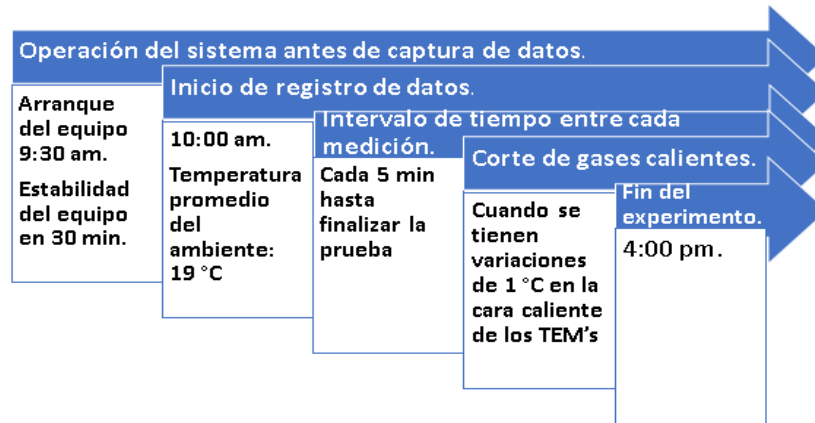 Operación del sistema antes de captura de datos.
Arranque
del equipo
9:30 am.
Estabilidad
del equipo
en 30 min.
Inicio de registro de datos.
10:00 am.
Temperatura
promedio
del
ambiente:
19 °C
Intervalo de tiempo entre cada
medición.
Cada 5 min
hasta
finalizar la
prueba
Corte de gases calientes.
Cuando se
tienen
variaciones
de 1 °C en la
cara caliente
de los TEM's
Fin del
experimento.
4:00 pm.